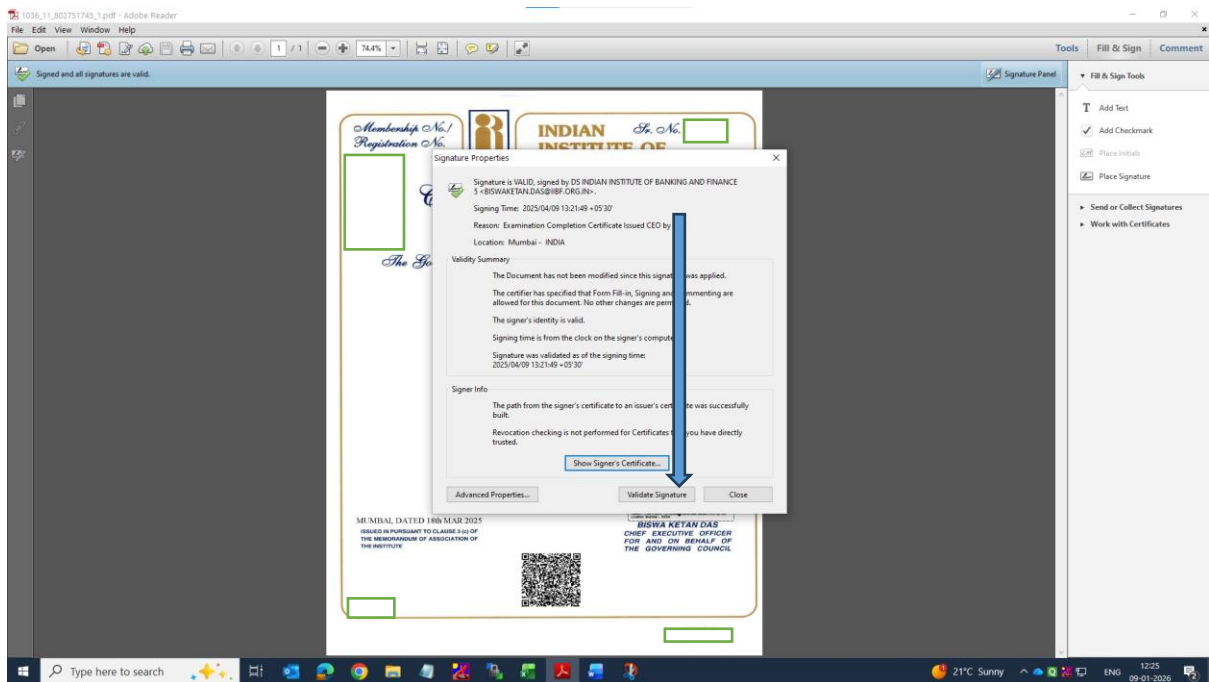 1036_11_802751745_1.pdf - Adobe Reader
File Edit View Window Help
Open 1 / 1 74.4% Tools Fill & Sign Comment
Signed and all signatures are valid. Signature Panel
Fill & Sign Tools
T Add Text
Add Checkmark
Place Initials
Place Signature
Send or Collect Signatures
Work with Certificates
Membership No./
Registration No.
INDIAN
INSTITUTE OF
Sr. No.
The Go
Signature Properties
Signature is VALID, signed by DS INDIAN INSTITUTE OF BANKING AND FINANCE
5 <BISWAKETAN.DAS@IIBF.ORG.IN>.
Signing Time: 2025/04/09 13:21:49 +05'30'
Reason: Examination Completion Certificate Issued CEO by
Location: Mumbai - INDIA
Validity Summary
The Document has not been modified since this signat was applied.
The certifier has specified that Form Fill-in, Signing an mmenting are
allowed for this document. No other changes are perm d.
The signer's identity is valid.
Signing time is from the clock on the signer's compute
Signature was validated as of the signing time:
2025/04/09 13:21:49 +05'30'
Signer Info
The path from the signer's certificate to an issuer's cert te was successfully
built.
Revocation checking is not performed for Certificates t you have directly
trusted.
Show Signer's Certificate...
Advanced Properties... Validate Signature Close
MUMBAI, DATED 18th MAR 2025
ISSUED IN PURSUANT TO CLAUSE OF
THE MEMORANDUM OF ASSOCIATION OF
THE INSTITUTE
BISWA KETAN DAS
CHIEF EXECUTIVE OFFICER
FOR AND ON BEHALF OF
THE GOVERNING COUNCIL
Type here to search
21°C Sunny ENG 12:25
09-01-2026